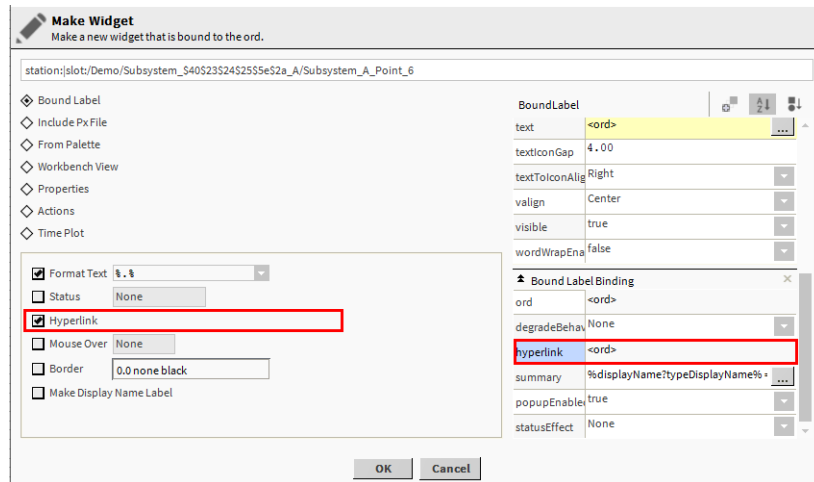 Make Widget
Make a new widget that is bound to the ord.
station:|slot:/Demo/Subsystem_$40$23$24$25$5e$2a_A/Subsystem_A_Point_6
Bound Label
Include Px File
From Palette
Workbench View
Properties
Actions
Time Plot
Format Text %.%
Status None
Hyperlink
Mouse Over None
Border 0.0 none black
Make Display Name Label
BoundLabel
text <ord> ...
textIconGap 4.00
textToIconAlig Right
valign Center
visible true
wordWrapEna false
Bound Label Binding
ord <ord>
degradeBehav None
hyperlink <ord>
summary %displayName?typeDisplayName% = ...
popupEnable true
statusEffect None
OK Cancel